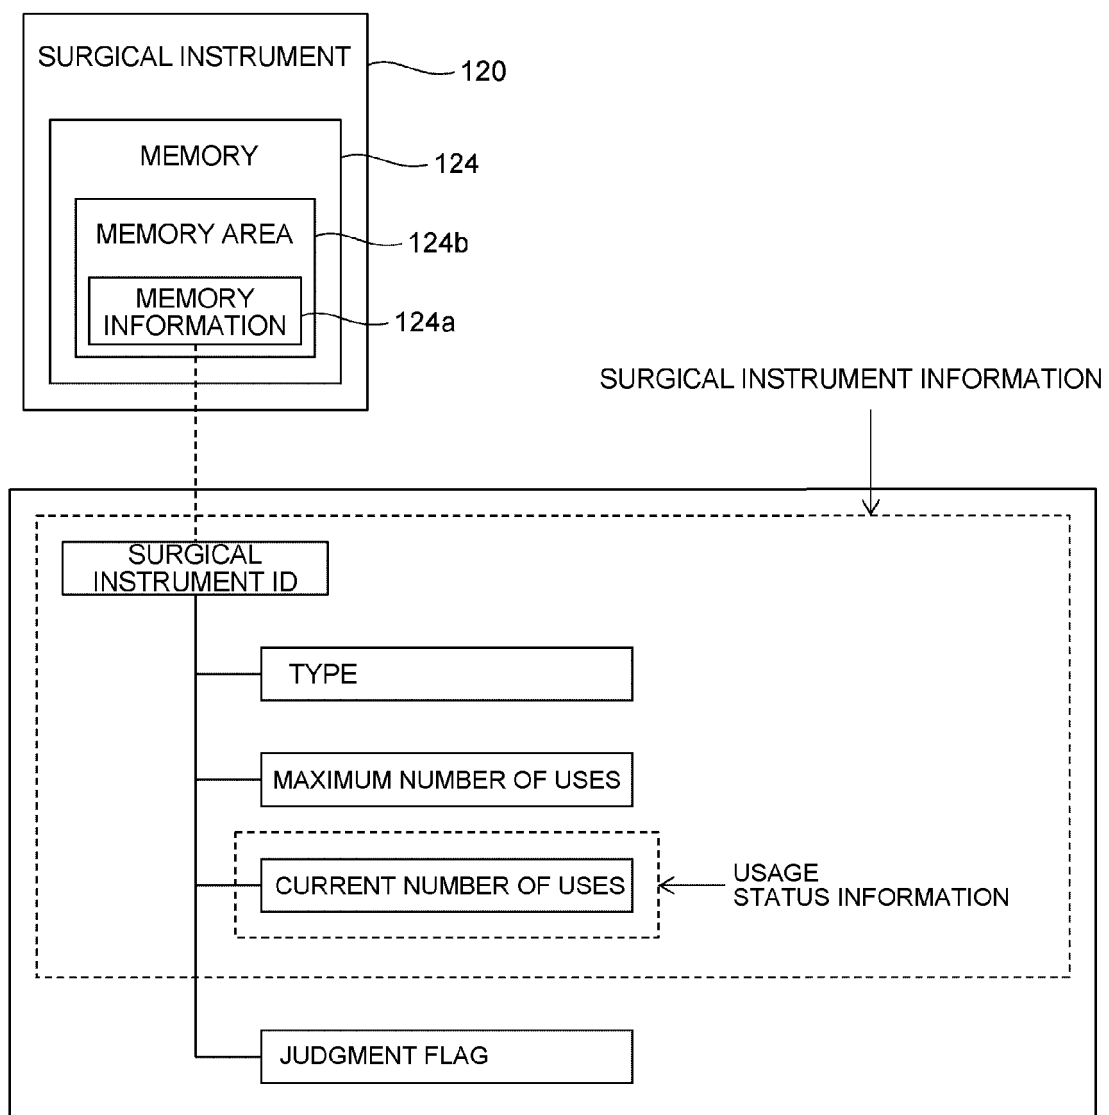 SURGICAL INSTRUMENT
120
MEMORY
124
MEMORY AREA
124b
MEMORY
INFORMATION
124a
SURGICAL INSTRUMENT INFORMATION
SURGICAL
INSTRUMENT ID
TYPE
MAXIMUM NUMBER OF USES
CURRENT NUMBER OF USES
USAGE
STATUS INFORMATION
JUDGMENT FLAG